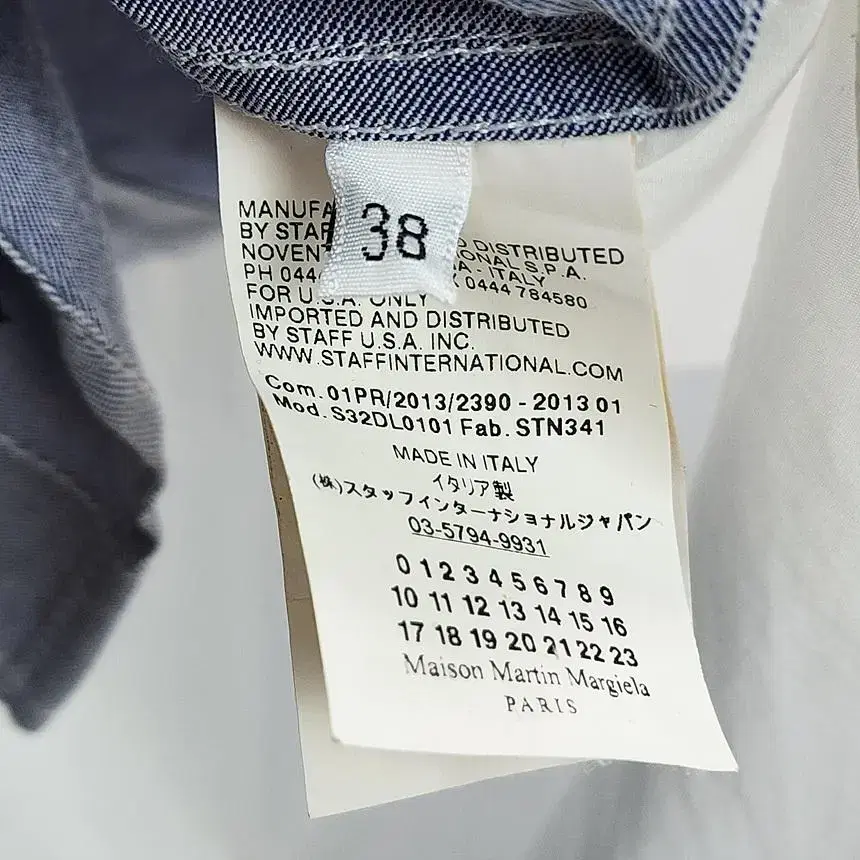 38
MANUFA
BY STAF D DISTRIBUTED
NOVENT ONAL S.P.A.
PH 044 A - ITALY
X 0444 784580
FOR U.S.A. ONLY
IMPORTED AND DISTRIBUTED
BY STAFF U.S.A. INC.
WWW.STAFFINTERNATIONAL.COM
Com. 01PR/2013/2390 - 2013 01
Mod. S32DL0101 Fab. STN341
MADE IN ITALY
イタリア製
(株)スタッフインターナショナルジャパン
03-5794-9931
0 1 2 3 4 5 6 7 8 9
10 11 12 13 14 15 16
17 18 19 20 21 22 23
Maison Martin Margiela
PARIS